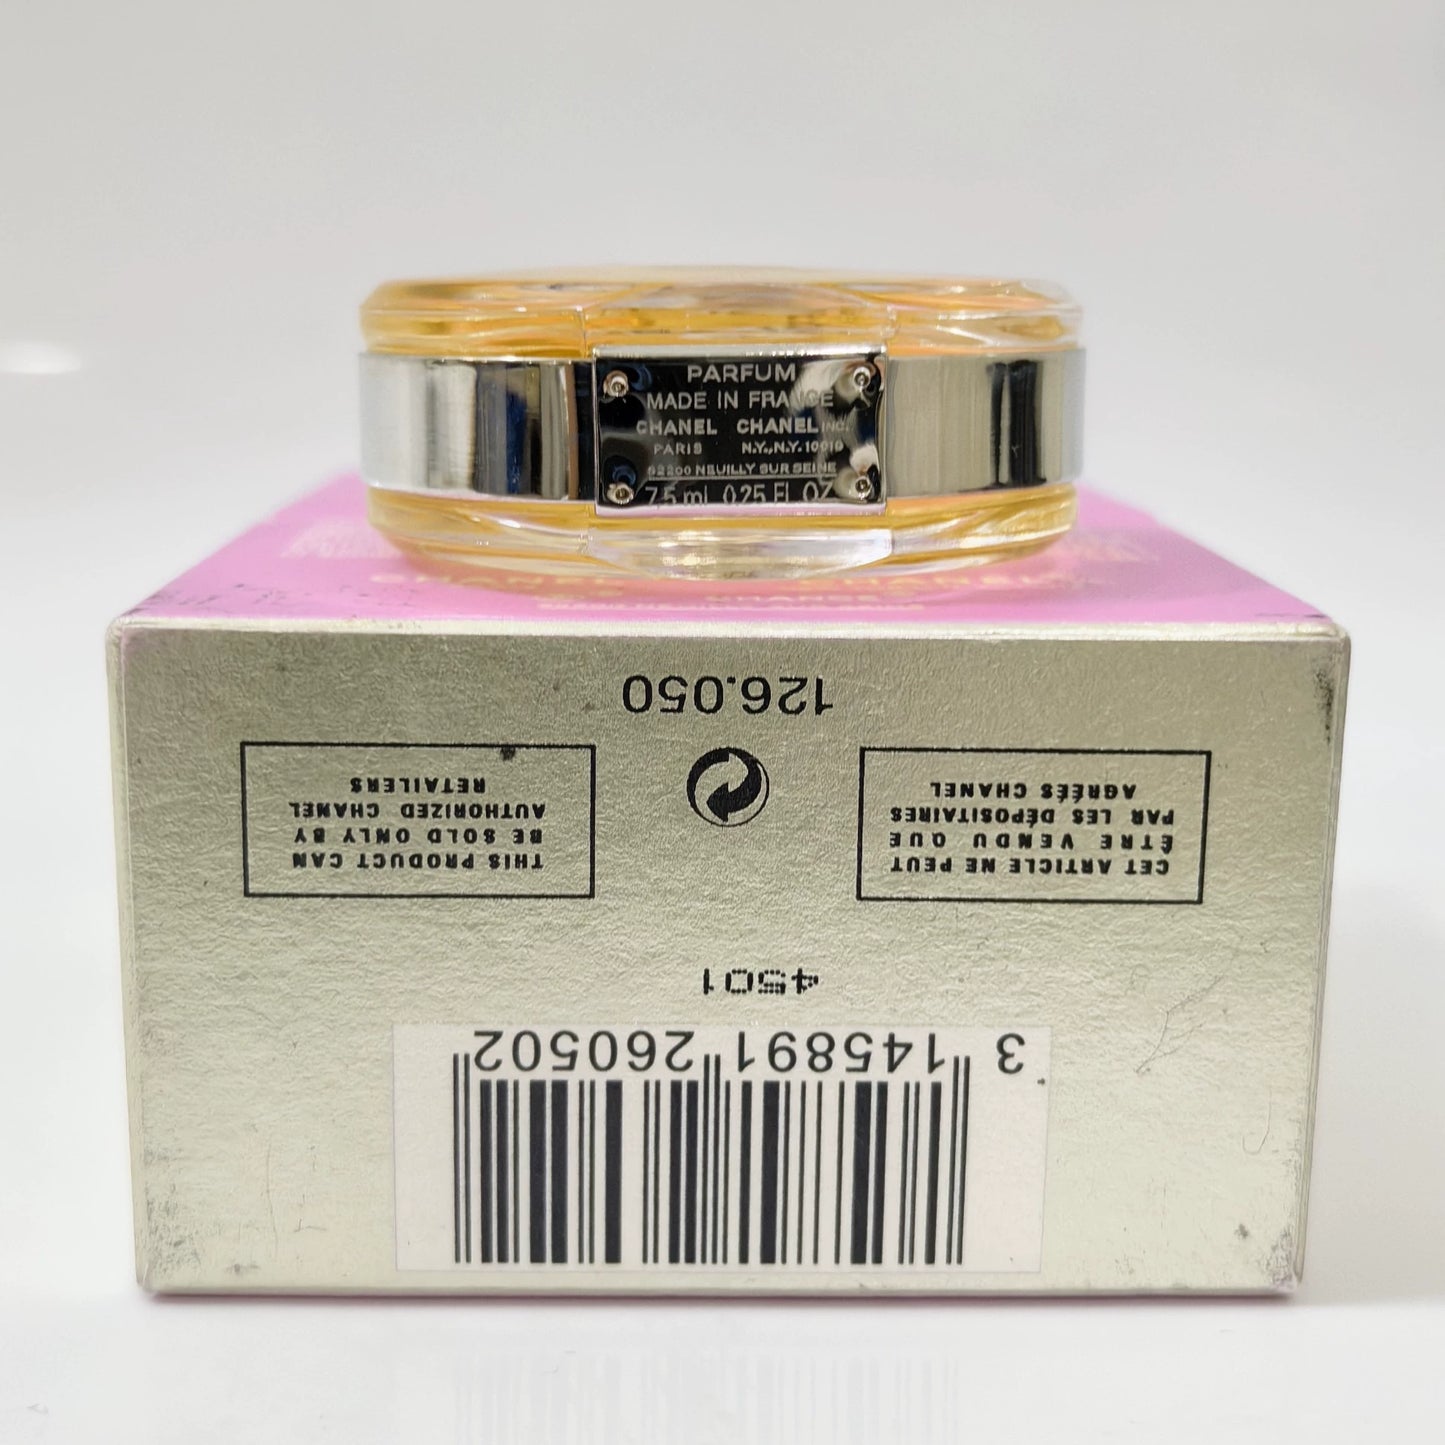 PARFUM
MADE IN FRANCE
CHANEL CHANEL INC.
PARIS N.Y., N.Y. 10019
92200 NEUILLY SUR SEINE
7,5 ml 0.25 FL. OZ
CHANEL CHANEL
126.050
CET ARTICLE NE PEUT
ÊTRE VENDU QUE
PAR LES DÉPOSITAIRES
AGRÉÉS CHANEL
THIS PRODUCT CAN
BE SOLD ONLY BY
AUTHORIZED CHANEL
RETAILERS
4501
3 145891 260502